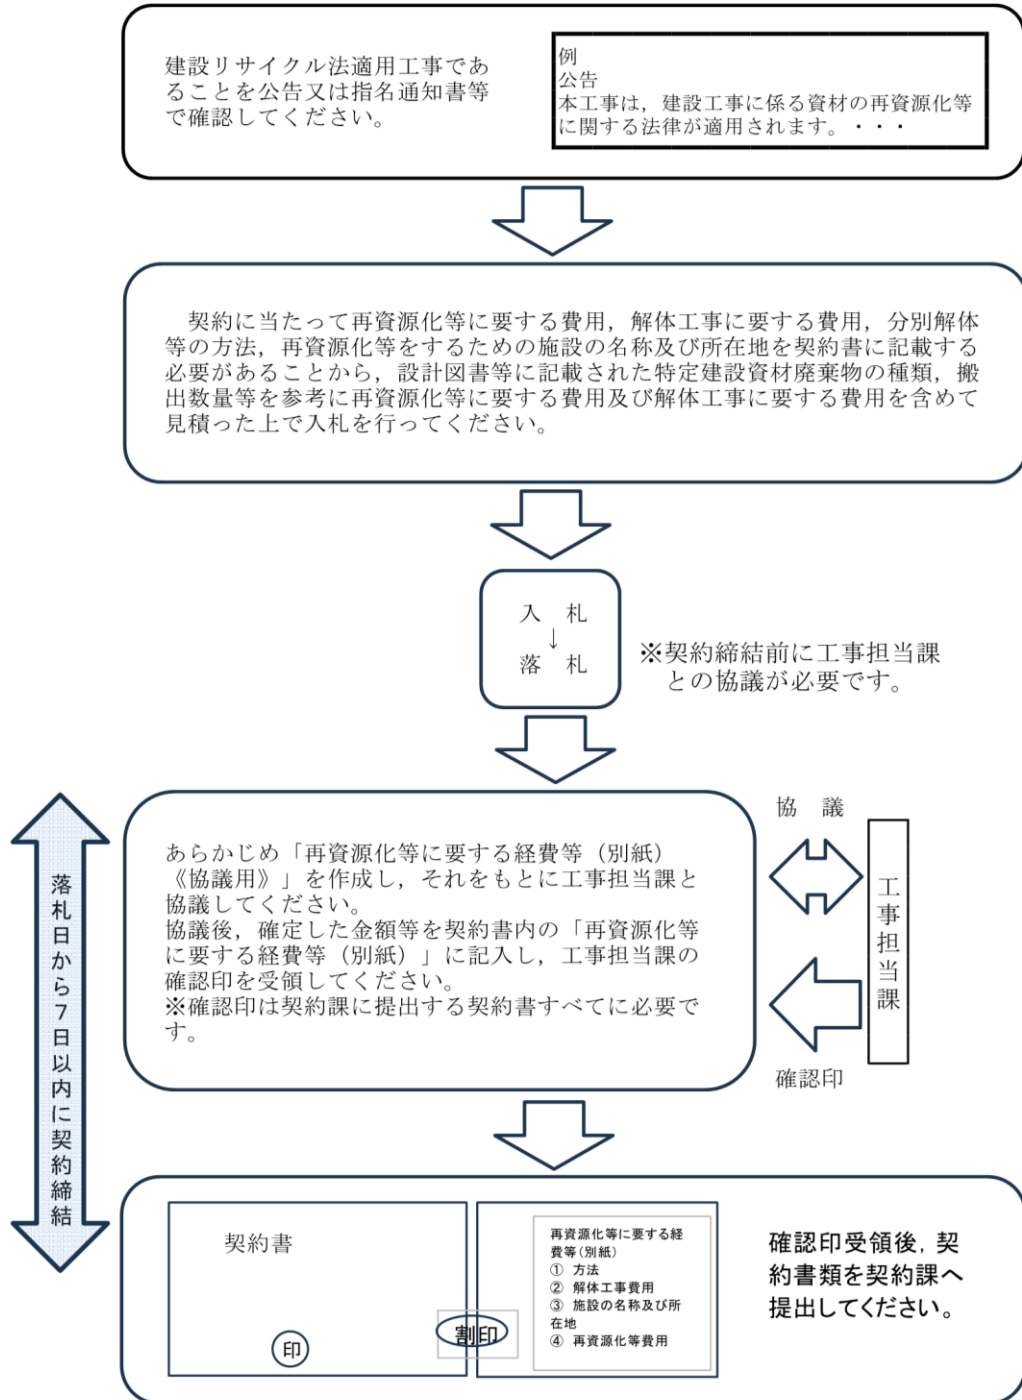 建設リサイクル法適用工事であ
ることを公告又は指名通知書等
で確認してください。
例
公告
本工事は，建設工事に係る資材の再資源化等
に関する法律が適用されます。・・・
契約に当たって再資源化等に要する費用，解体工事に要する費用，分別解体
等の方法，再資源化等をするための施設の名称及び所在地を契約書に記載する
必要があることから，設計図書等に記載された特定建設資材廃棄物の種類，搬
出数量等を参考に再資源化等に要する費用及び解体工事に要する費用を含めて
見積った上で入札を行ってください。
入　札
↓
落　札
※契約締結前に工事担当課
との協議が必要です。
落札日から7日以内に契約締結
あらかじめ「再資源化等に要する経費等（別紙）
《協議用》」を作成し，それをもとに工事担当課と
協議してください。
協議後，確定した金額等を契約書内の「再資源化等
に要する経費等（別紙）」に記入し，工事担当課の
確認印を受領してください。
※確認印は契約課に提出する契約書すべてに必要で
す。
協　議
工事担当課
確認印
契約書
印
割印
再資源化等に要する経
費等(別紙)
① 方法
② 解体工事費用
③ 施設の名称及び所
在地
④ 再資源化等費用
確認印受領後，契
約書類を契約課へ
提出してください。